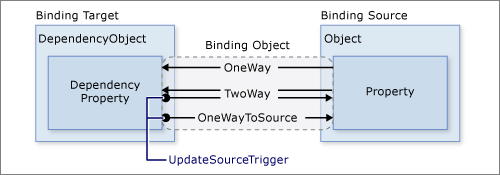 Binding Target
Binding Source
DependencyObject
Binding Object
Object
OneWay
Dependency
Property
TwoWay
Property
OneWayToSource
UpdateSourceTrigger